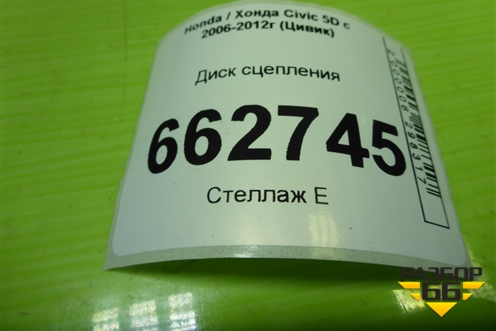 Honda / Хонда Civic 5D с
2006-2012г (Цивик)
Диск сцепления
662745
Стеллаж Е
РАЗБОР
66